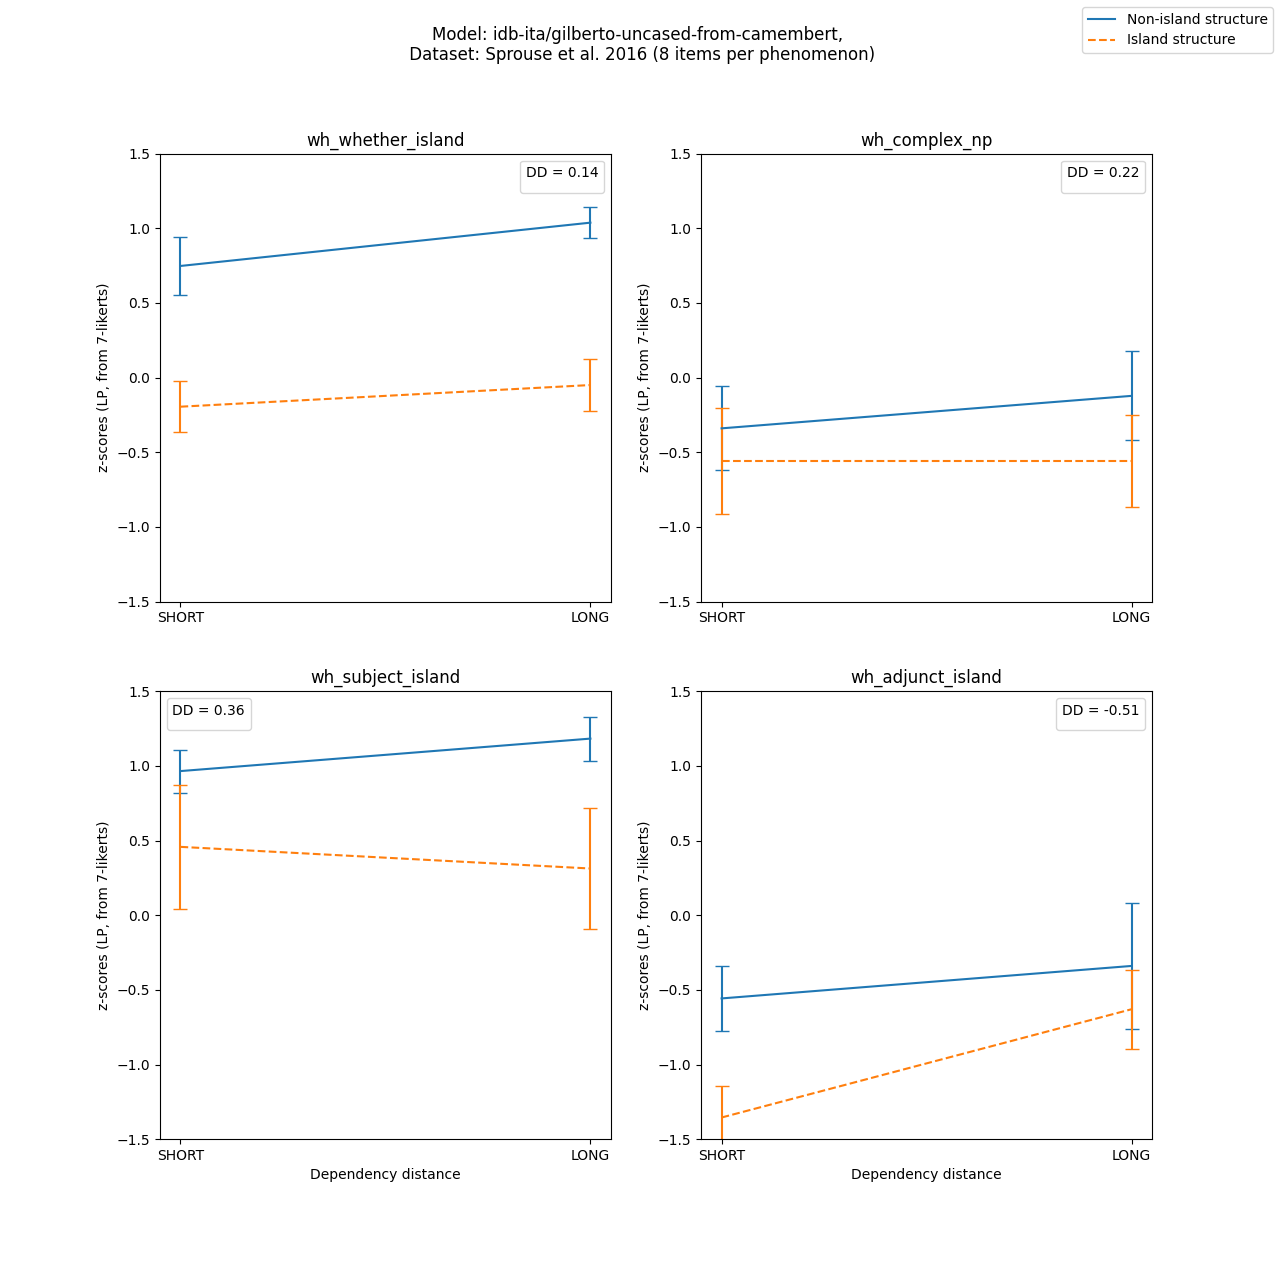 Model: idb-ita/gilberto-uncased-from-camembert,
Dataset: Sprouse et al. 2016 (8 items per phenomenon)
Non-island structure
Island structure
wh_whether_island
DD = 0.14
z-scores (LP, from 7-likerts)
1.5
1.0
0.5
0.0
−0.5
−1.0
−1.5
SHORT
LONG
wh_complex_np
DD = 0.22
z-scores (LP, from 7-likerts)
1.5
1.0
0.5
0.0
−0.5
−1.0
−1.5
SHORT
LONG
wh_subject_island
DD = 0.36
z-scores (LP, from 7-likerts)
1.5
1.0
0.5
0.0
−0.5
−1.0
−1.5
SHORT
LONG
Dependency distance
wh_adjunct_island
DD = -0.51
z-scores (LP, from 7-likerts)
1.5
1.0
0.5
0.0
−0.5
−1.0
−1.5
SHORT
LONG
Dependency distance